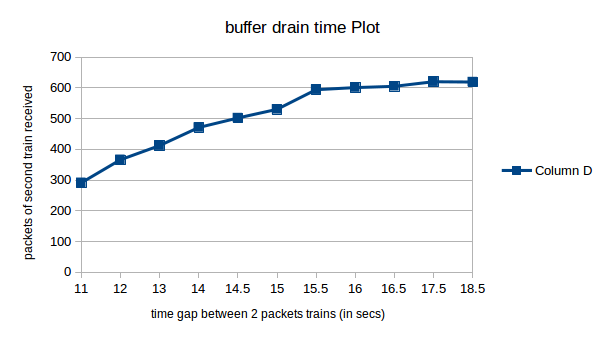 buffer drain time Plot
packets of second train received
700
600
500
400
300
200
100
0
11 12 13 14 14.5 15 15.5 16 16.5 17.5 18.5
time gap between 2 packets trains (in secs)
Column D